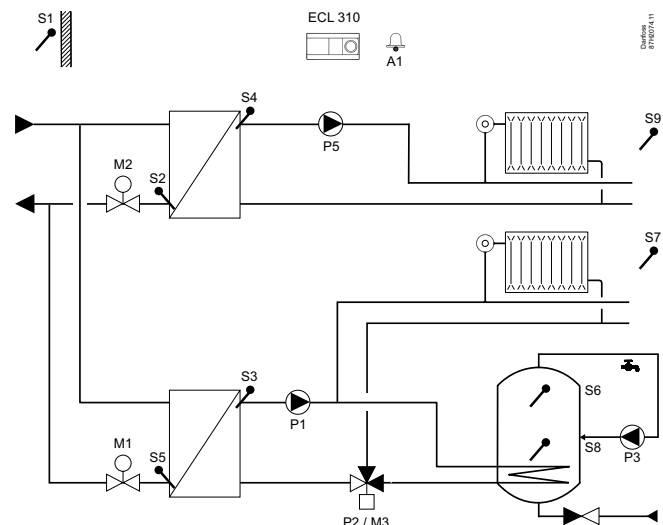 S1
ECL 310
A1
Danfoss
87H2074.11
S4
P5
S9
M2
S2
S7
S3
P1
S6
M1
S5
S8
P3
P2 / M3